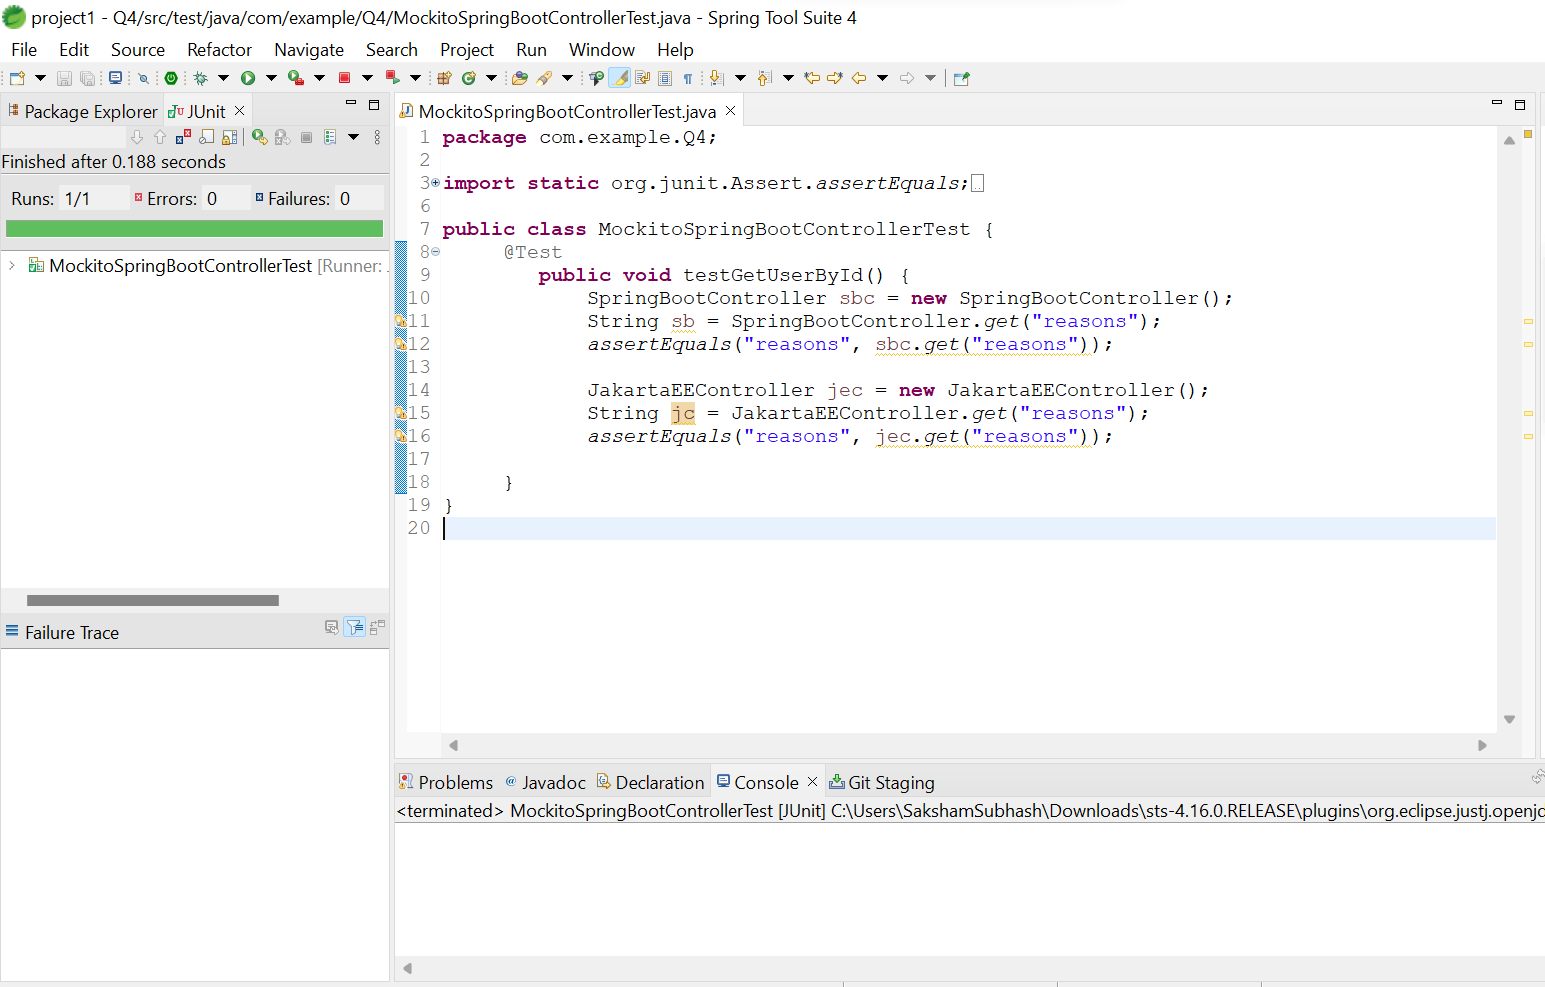 project1 - Q4/src/test/java/com/example/Q4/MockitoSpringBootControllerTest.java - Spring Tool Suite 4
File Edit Source Refactor Navigate Search Project Run Window Help
Package Explorer JUnit
Finished after 0.188 seconds
Runs: 1/1 Errors: 0 Failures: 0
MockitoSpringBootControllerTest [Runner:
Failure Trace
MockitoSpringBootControllerTest.java
1 package com.example.Q4;
2
3 import static org.junit.Assert.assertEquals;
6
7 public class MockitoSpringBootControllerTest {
8 @Test
9 public void testGetUserById() {
10 SpringBootController sbc = new SpringBootController();
11 String sb = SpringBootController.get("reasons");
12 assertEquals("reasons", sbc.get("reasons"));
13
14 JakartaEEController jec = new JakartaEEController();
15 String jc = JakartaEEController.get("reasons");
16 assertEquals("reasons", jec.get("reasons"));
17
18 }
19 }
20
Problems Javadoc Declaration Console Git Staging
<terminated> MockitoSpringBootControllerTest [JUnit] C:\Users\SakshamSubhash\Downloads\sts-4.16.0.RELEASE\plugins\org.eclipse.justj.openjd